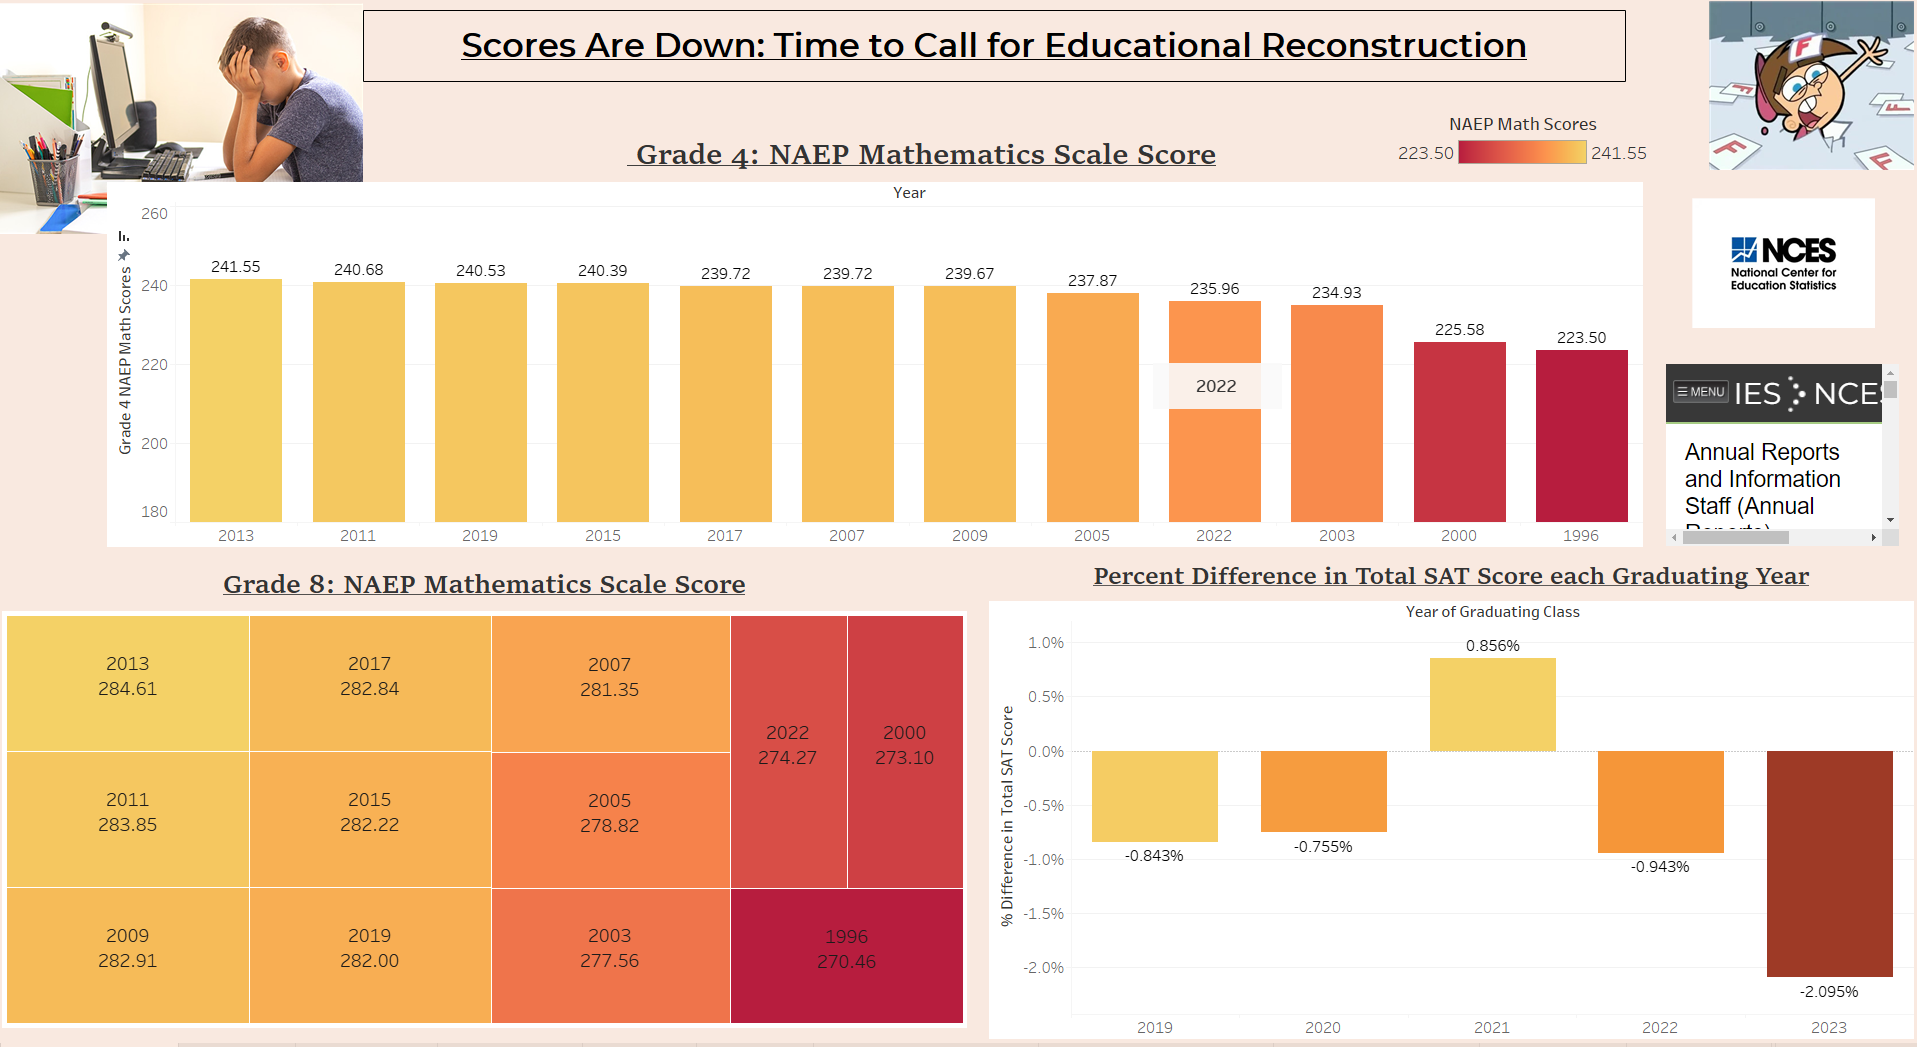 Scores Are Down: Time to Call for Educational Reconstruction
F
F
F
F
Grade 4: NAEP Mathematics Scale Score
NAEP Math Scores
223.50 241.55
Year
Grade 4 NAEP Math Scores
260
240
220
200
180
241.55 240.68 240.53 240.39 239.72 239.72 239.67 237.87 235.96 234.93 225.58 223.50
2022
2013 2011 2019 2015 2017 2007 2009 2005 2022 2003 2000 1996
NCES
National Center for
Education Statistics
MENU IES NCES
Annual Reports
and Information
Staff (Annual
Reports)
Grade 8: NAEP Mathematics Scale Score
2013
284.61
2017
282.84
2007
281.35
2022
274.27
2000
273.10
2011
283.85
2015
282.22
2005
278.82
2009
282.91
2019
282.00
2003
277.56
1996
270.46
Percent Difference in Total SAT Score each Graduating Year
Year of Graduating Class
% Difference in Total SAT Score
1.0%
0.5%
0.0%
-0.5%
-1.0%
-1.5%
-2.0%
-0.843% -0.755% 0.856% -0.943% -2.095%
2019 2020 2021 2022 2023